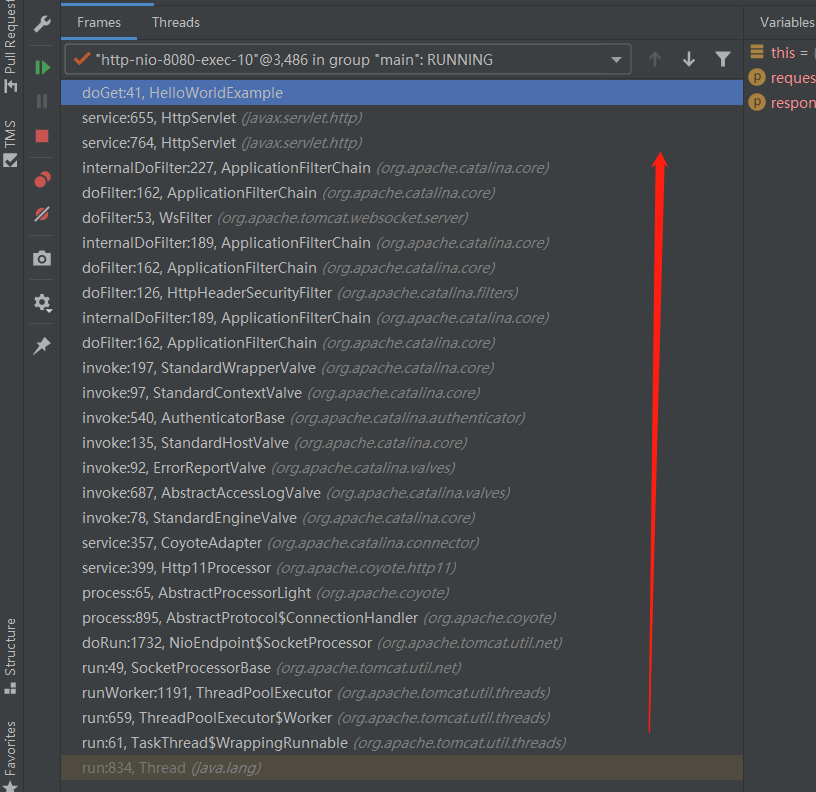 Pull Request
TMS
Structure
Favorites
Frames
Threads
Variables
"http-nio-8080-exec-10"@3,486 in group "main": RUNNING
this =
p reques
p respon
doGet:41, HelloWorldExample
service:655, HttpServlet (javax.servlet.http)
service:764, HttpServlet (javax.servlet.http)
internalDoFilter:227, ApplicationFilterChain (org.apache.catalina.core)
doFilter:162, ApplicationFilterChain (org.apache.catalina.core)
doFilter:53, WsFilter (org.apache.tomcat.websocket.server)
internalDoFilter:189, ApplicationFilterChain (org.apache.catalina.core)
doFilter:162, ApplicationFilterChain (org.apache.catalina.core)
doFilter:126, HttpHeaderSecurityFilter (org.apache.catalina.filters)
internalDoFilter:189, ApplicationFilterChain (org.apache.catalina.core)
doFilter:162, ApplicationFilterChain (org.apache.catalina.core)
invoke:197, StandardWrapperValve (org.apache.catalina.core)
invoke:97, StandardContextValve (org.apache.catalina.core)
invoke:540, AuthenticatorBase (org.apache.catalina.authenticator)
invoke:135, StandardHostValve (org.apache.catalina.core)
invoke:92, ErrorReportValve (org.apache.catalina.valves)
invoke:687, AbstractAccessLogValve (org.apache.catalina.valves)
invoke:78, StandardEngineValve (org.apache.catalina.core)
service:357, CoyoteAdapter (org.apache.catalina.connector)
service:399, Http11Processor (org.apache.coyote.http11)
process:65, AbstractProcessorLight (org.apache.coyote)
process:895, AbstractProtocol$ConnectionHandler (org.apache.coyote)
doRun:1732, NioEndpoint$SocketProcessor (org.apache.tomcat.util.net)
run:49, SocketProcessorBase (org.apache.tomcat.util.net)
runWorker:1191, ThreadPoolExecutor (org.apache.tomcat.util.threads)
run:659, ThreadPoolExecutor$Worker (org.apache.tomcat.util.threads)
run:61, TaskThread$WrappingRunnable (org.apache.tomcat.util.threads)
run:834, Thread (java.lang)